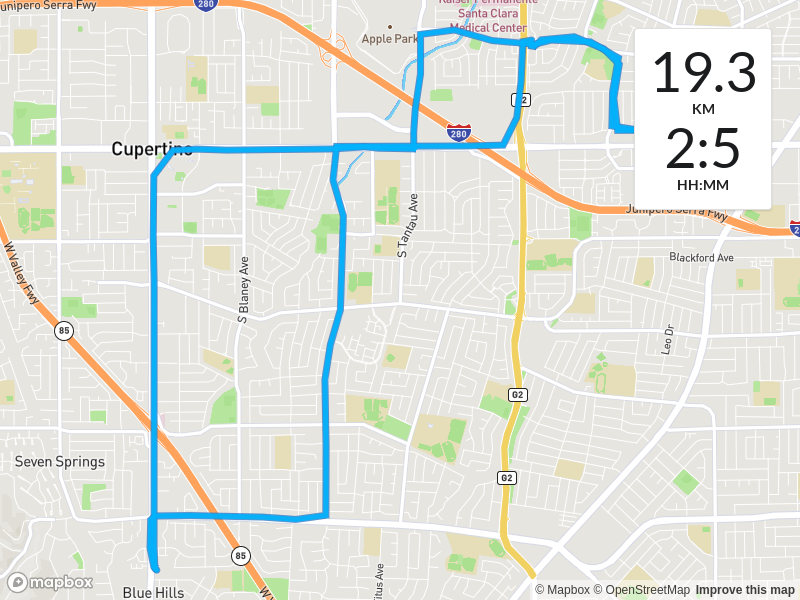 Junipero Serra Fwy
280
Kaiser Permanente
Santa Clara
Medical Center
Apple Park
G2
280
Cupertino
19.3
KM
2:5
HH:MM
Junipero Serra Fwy
S Tantau Ave
W Valley Fwy
S Blaney Ave
Blackford Ave
85
Leo Dr
G2
Seven Springs
G2
85
Blue Hills
mapbox
© Mapbox © OpenStreetMap Improve this map